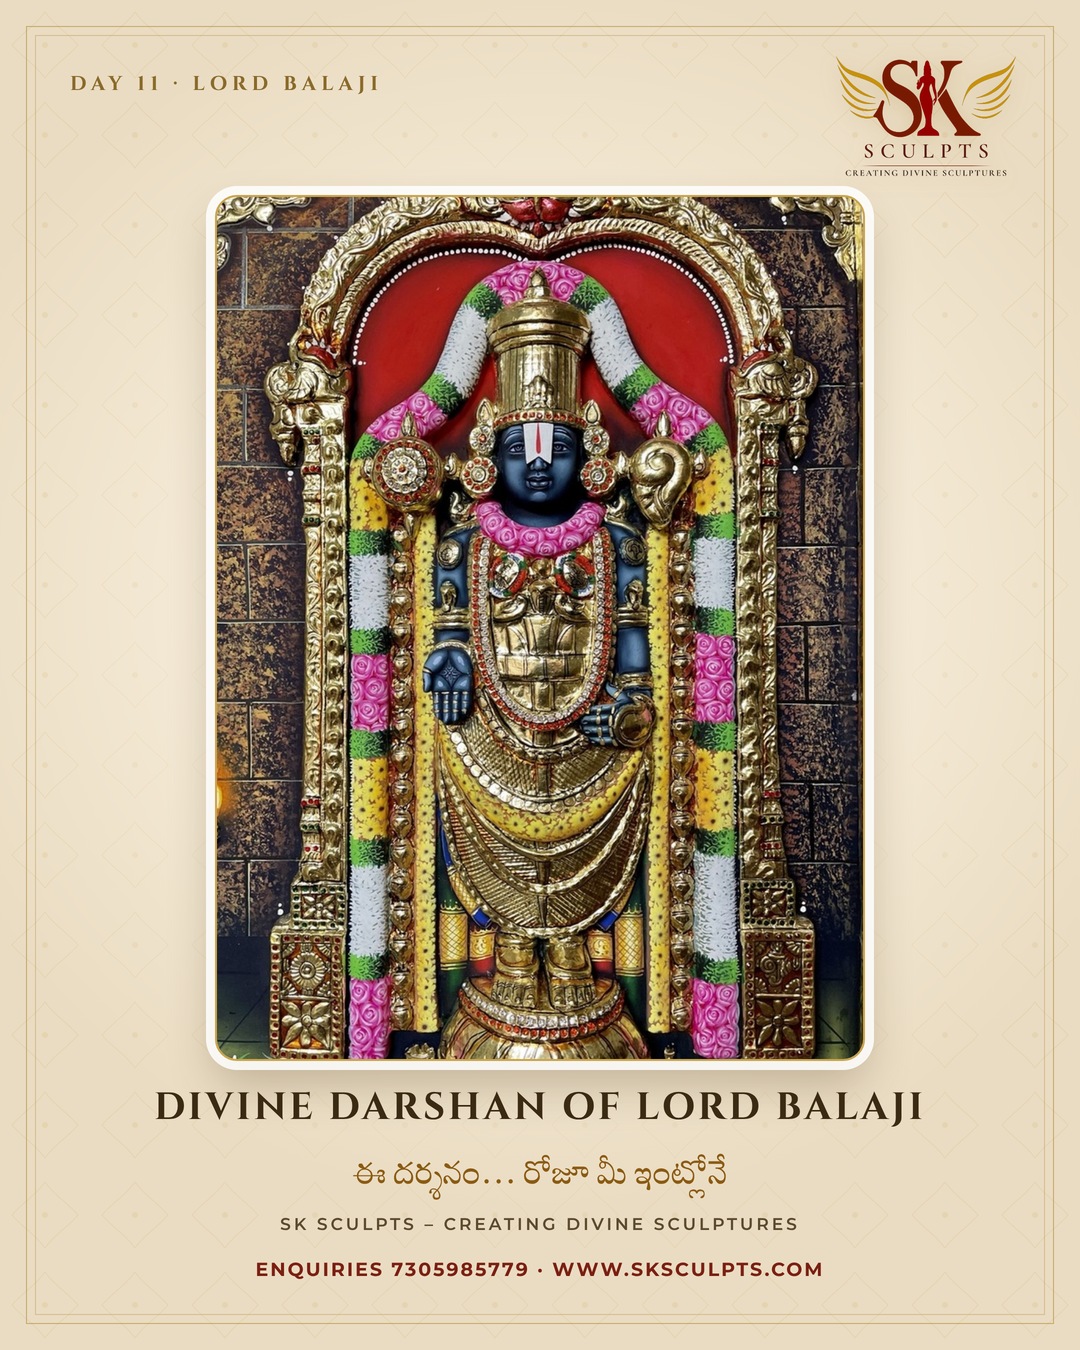 DAY 11 · LORD BALAJI
SK
SCULPTS
CREATING DIVINE SCULPTURES
DIVINE DARSHAN OF LORD BALAJI
ఈ దర్శనం... రోజూ మీ ఇంట్లోనే
SK SCULPTS – CREATING DIVINE SCULPTURES
ENQUIRIES 7305985779 · WWW.SKSCULPTS.COM